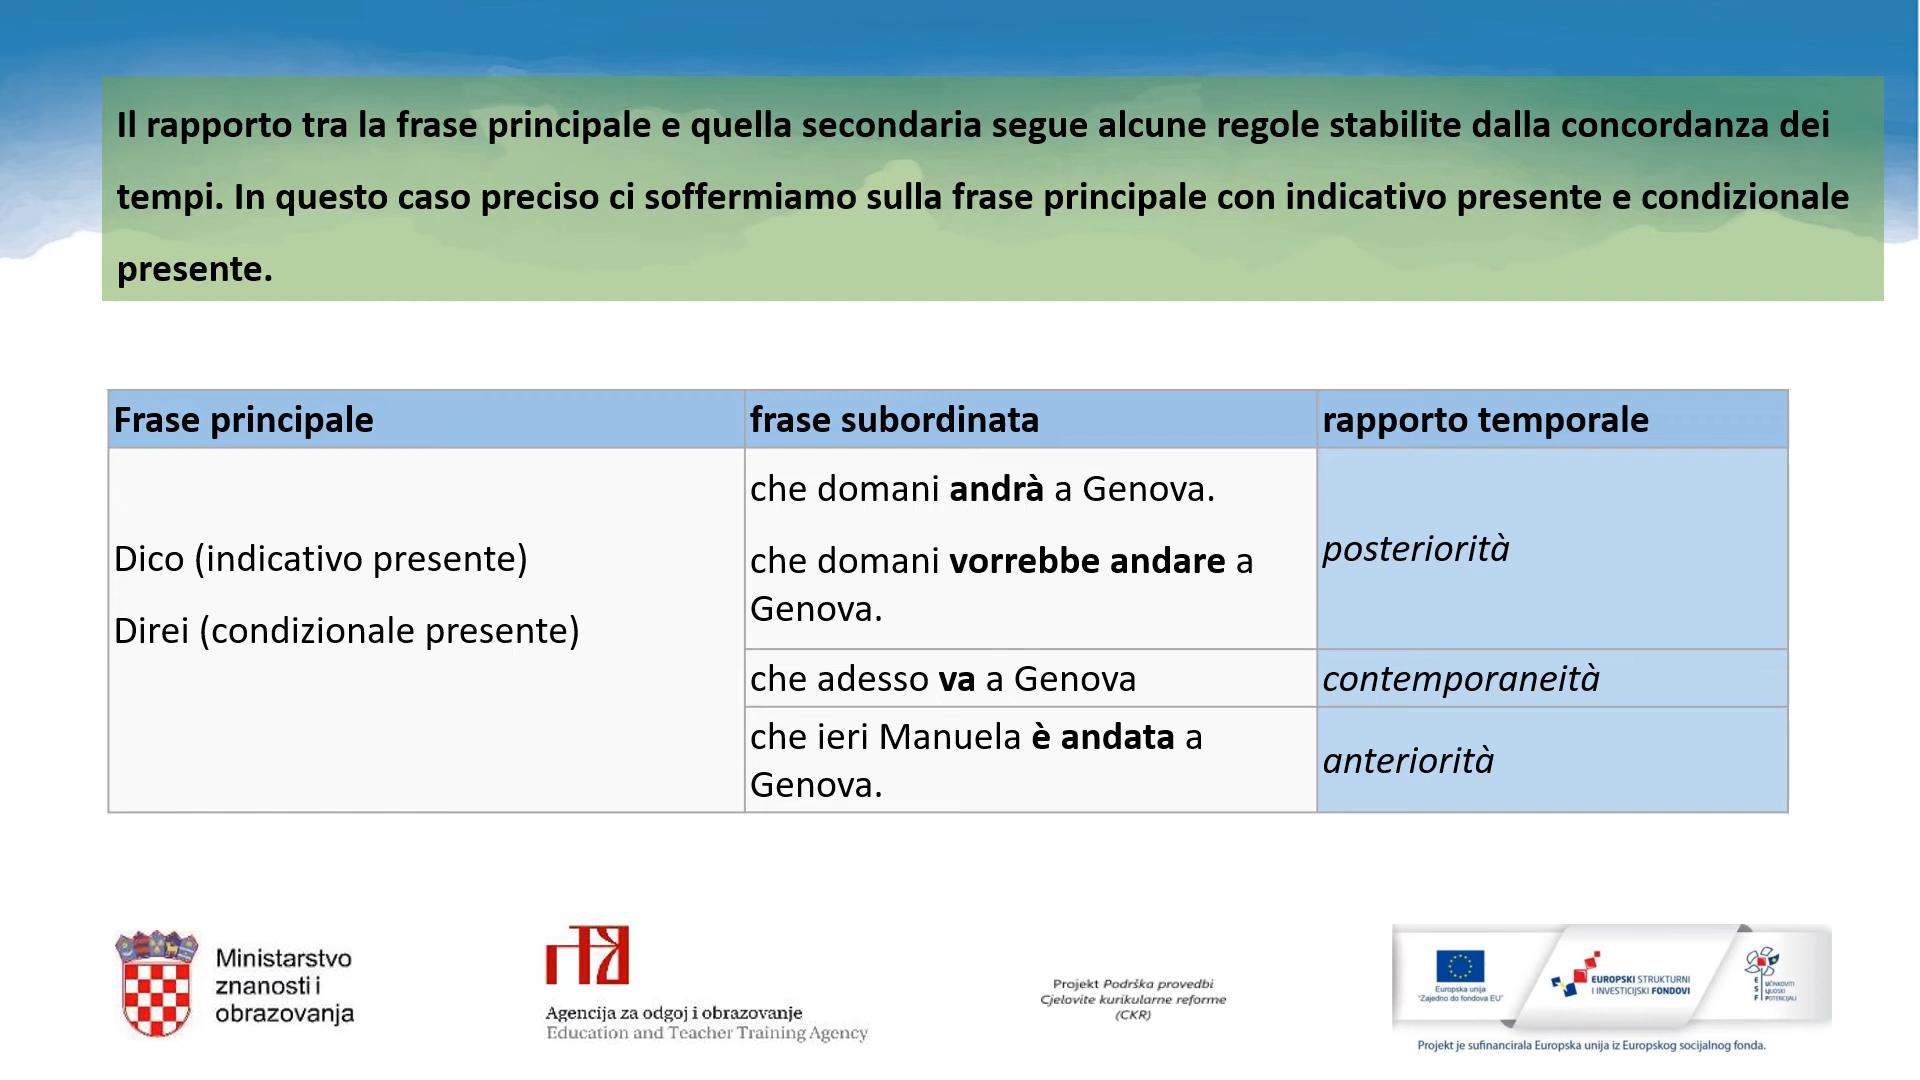 Il rapporto tra la frase principale e quella secondaria segue alcune regole stabilite dalla concordanza dei
tempi. In questo caso preciso ci soffermiamo sulla frase principale con indicativo presente e condizionale
presente.
Frase principale
frase subordinata
rapporto temporale
Dico (indicativo presente)
Direi (condizionale presente)
che domani andrà a Genova.
che domani vorrebbe andare a
Genova.
posteriorità
che adesso va a Genova
contemporaneità
che ieri Manuela è andata a
Genova.
anteriorità
Ministarstvo
znanosti i
obrazovanja
Agencija za odgoj i obrazovanje
Education and Teacher Training Agency
Projekt Podrška provedbi
Cjelovite kurikularne reforme
(CKR)
Europska unija
"Zajedno do fondova EU"
EUROPSKI STRUKTURNI
I INVESTICIJSKI FONDOVI
ESF
UČINKOVITI
LJUDSKI
POTENCIJALI
Projekt je sufinancirala Europska unija iz Europskog socijalnog fonda.